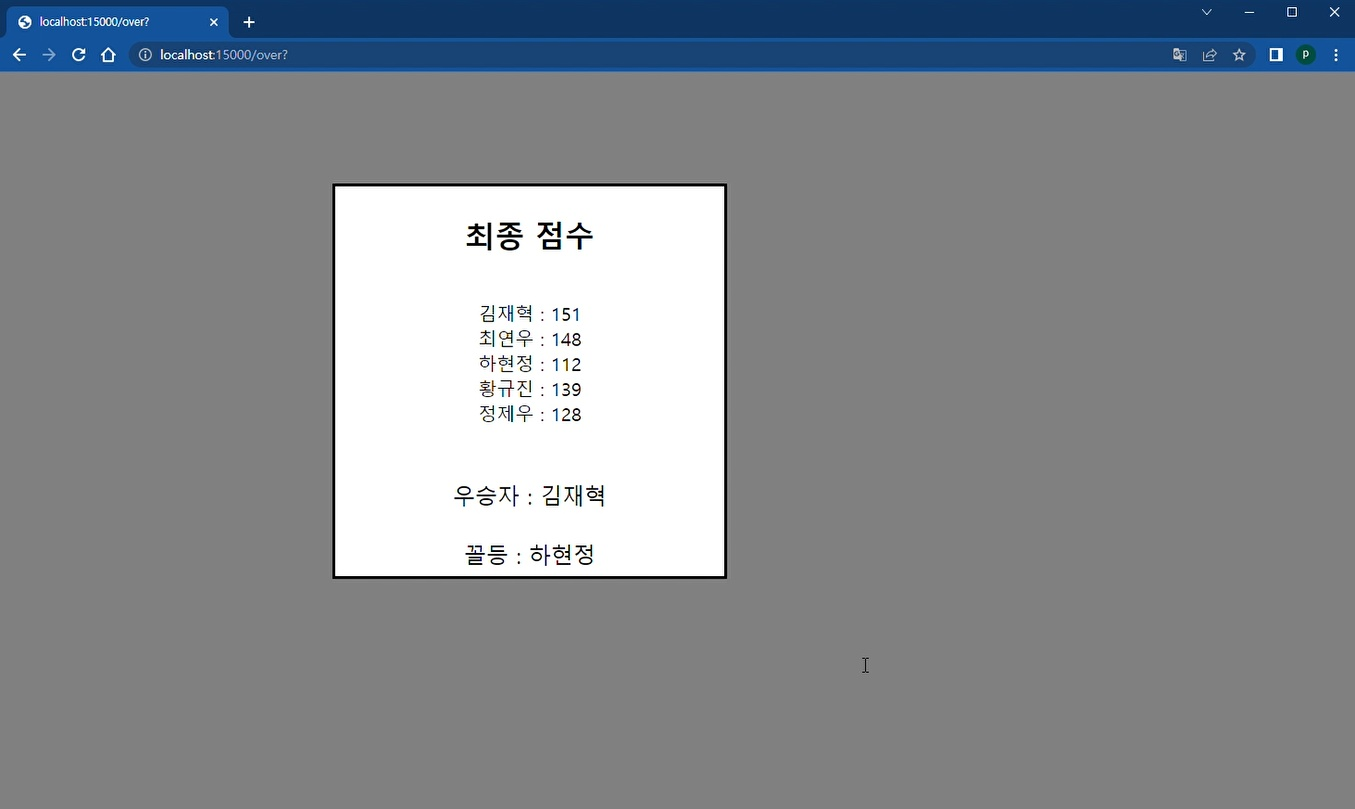 localhost:15000/over?
localhost:15000/over?
P
최종 점수
김재혁 : 151
최연우 : 148
하현정 : 112
황규진 : 139
정제우 : 128
우승자 : 김재혁
꼴등 : 하현정